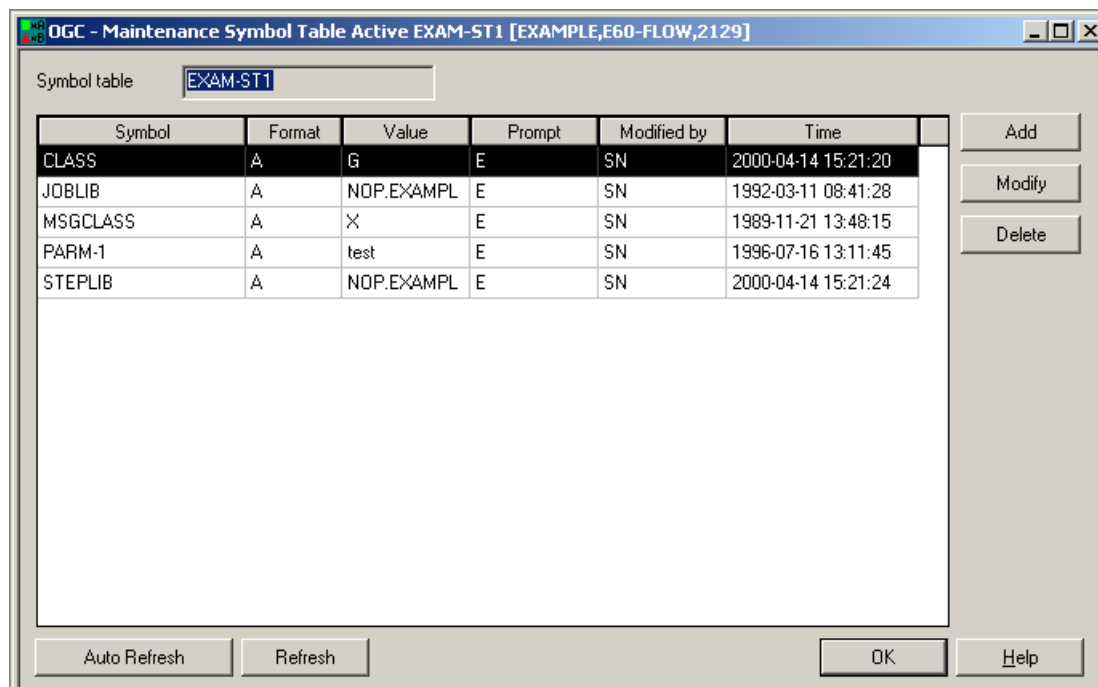 OGC - Maintenance Symbol Table Active EXAM-ST1 [EXAMPLE,E60-FLOW,2129]
Symbol table EXAM-ST1
Symbol Format Value Prompt Modified by Time Add
CLASS A G E SN 2000-04-14 15:21:20
JOBLIB A NOP.EXAMPL E SN 1992-03-11 08:41:28 Modify
MSGCLASS A X E SN 1989-11-21 13:48:15
PARM-1 A test E SN 1996-07-16 13:11:45 Delete
STEPLIB A NOP.EXAMPL E SN 2000-04-14 15:21:24
Auto Refresh Refresh OK Help